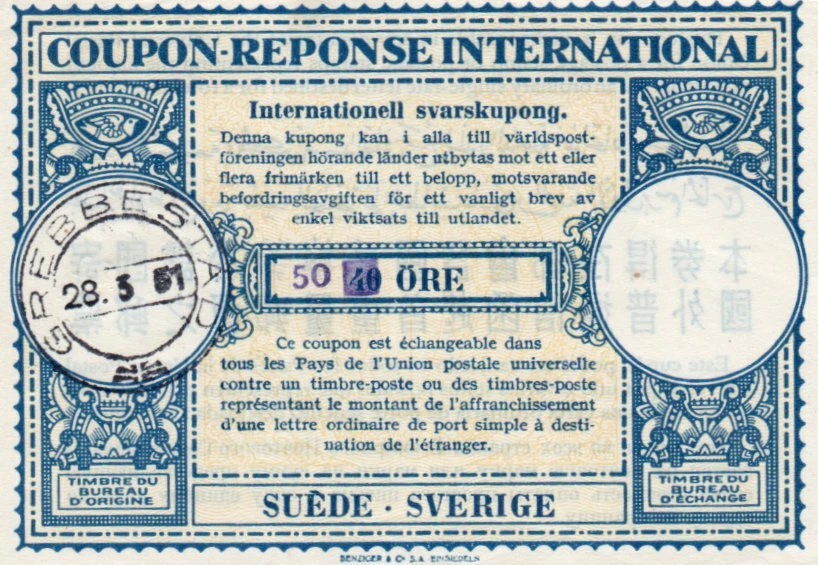 COUPON-REPONSE INTERNATIONAL
Internationell svarskupong.
Denna kupong kan i alla till världspost-
föreningen hörande länder utbytas mot ett eller
flera frimärken till ett belopp, motsvarande
befordringsavgiften för ett vanligt brev av
enkel viktsats till utlandet.
GREBBESTAD
28. 3 51
50 40 ÖRE
Ce coupon est échangeable dans
tous les Pays de l'Union postale universelle
contre un timbre-poste ou des timbres-poste
représentant le montant de l'affranchissement
d'une lettre ordinaire de port simple à desti-
nation de l'étranger.
TIMBRE DU
BUREAU
D'ORIGINE
TIMBRE DU
BUREAU
D'ÉCHANGE
SUÈDE · SVERIGE
BENZIGER & Co S.A. EINSIEDELN